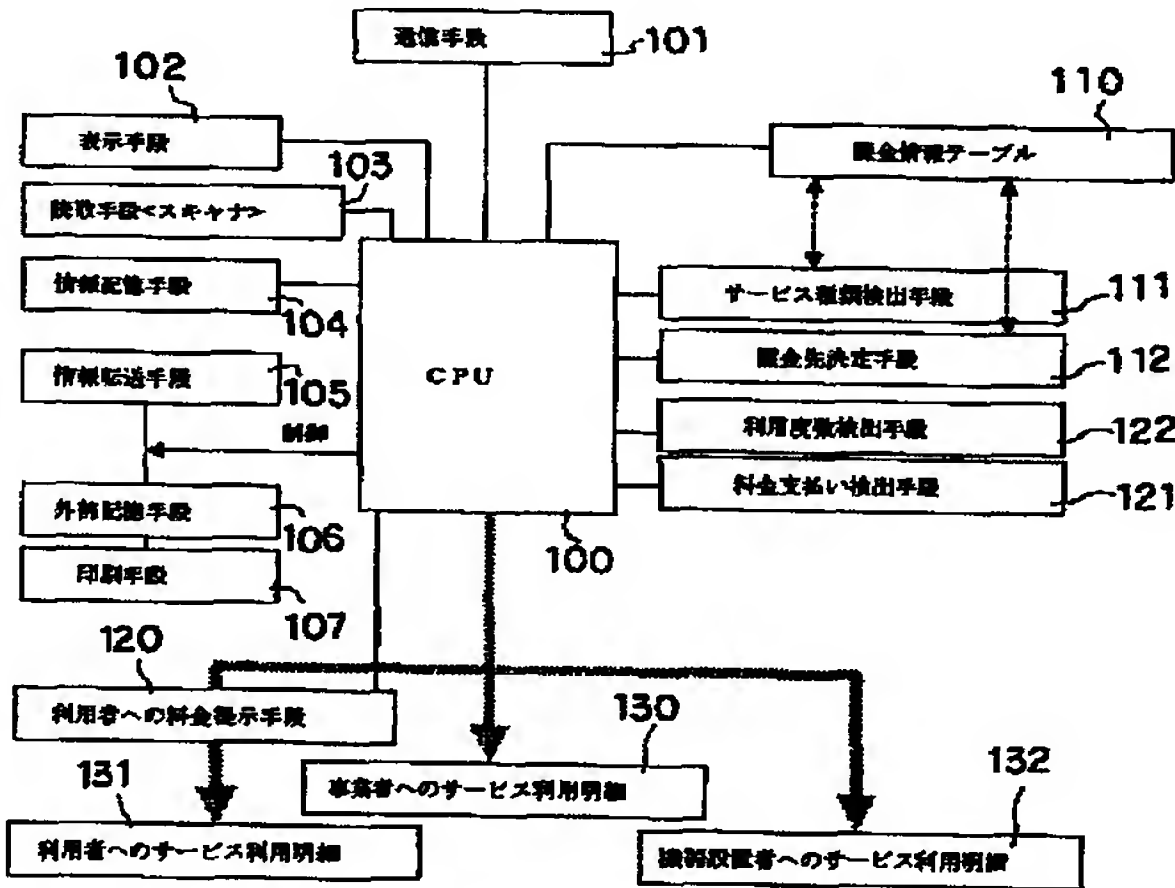 通信手段
101
102
表示手段
103
読取手段<スキャナ>
情報記憶手段
104
情報転送手段
105
制御
外部記憶手段
106
印刷手段
107
CPU
100
110
課金情報テーブル
サービス種類検出手段
111
課金先決定手段
112
利用度数検出手段
122
料金支払い検出手段
121
120
利用者への料金提示手段
130
事業者へのサービス利用明細
131
利用者へのサービス利用明細
132
機器設置者へのサービス利用明細